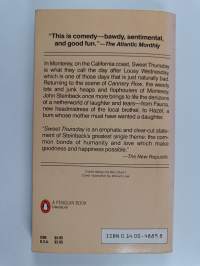 "This is comedy—bawdy, sentimental,
and good fun."—The Atlantic Monthly
In Monterey, on the California coast, Sweet Thursday
is what they call the day after Lousy Wednesday,
which is one of those days that is just naturally bad.
Returning to the scene of Cannery Row, the weedy
lots and junk heaps and flophouses of Monterey,
John Steinbeck once more brings to life the denizens
of a netherworld of laughter and tears—from Fauna,
new headmistress of the local brothel, to Hazel, a
bum whose mother must have wanted a daughter.
"Sweet Thursday is an emphatic and clear-cut state-
ment of Steinbeck's greatest single theme: the com-
mon bonds of humanity and love which make
goodness and happiness possible."
—The New Republic
A PENGUIN BOOK
ISBN 0 14 00.4889 8